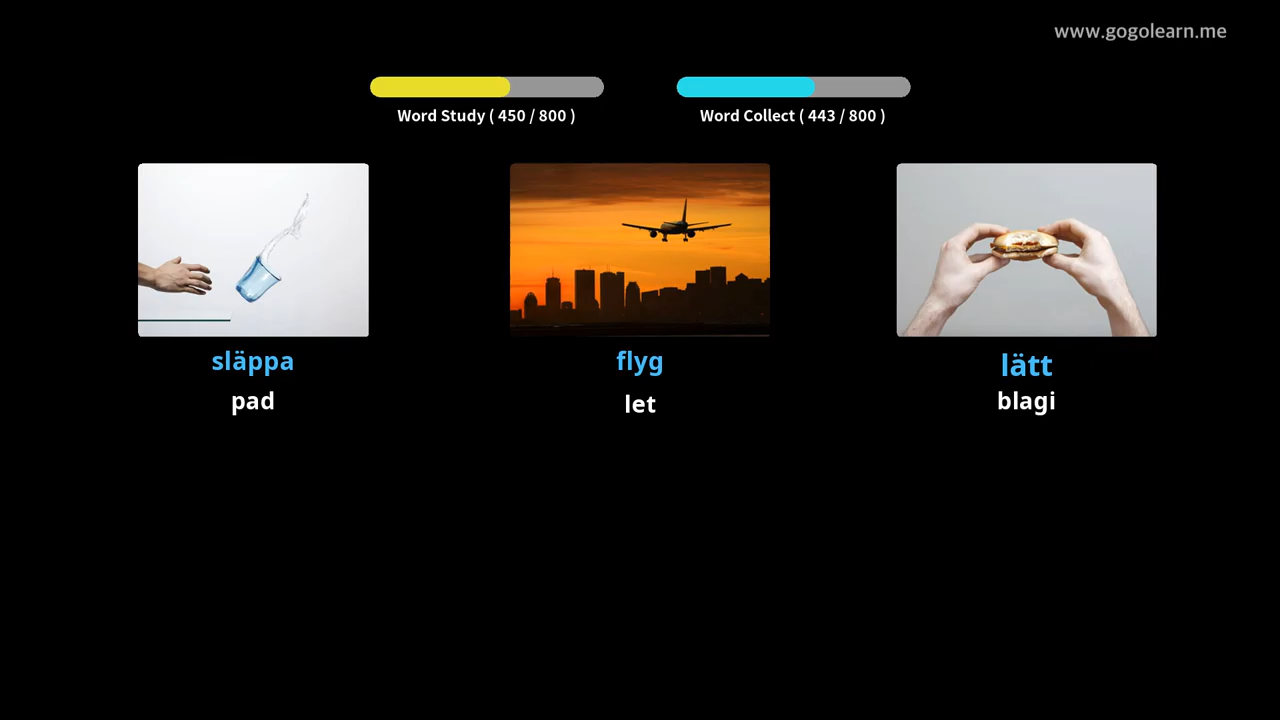 www.gogolearn.me
Word Study ( 450 / 800 )
Word Collect ( 443 / 800 )
släppa
pad
flyg
let
lätt
blagi